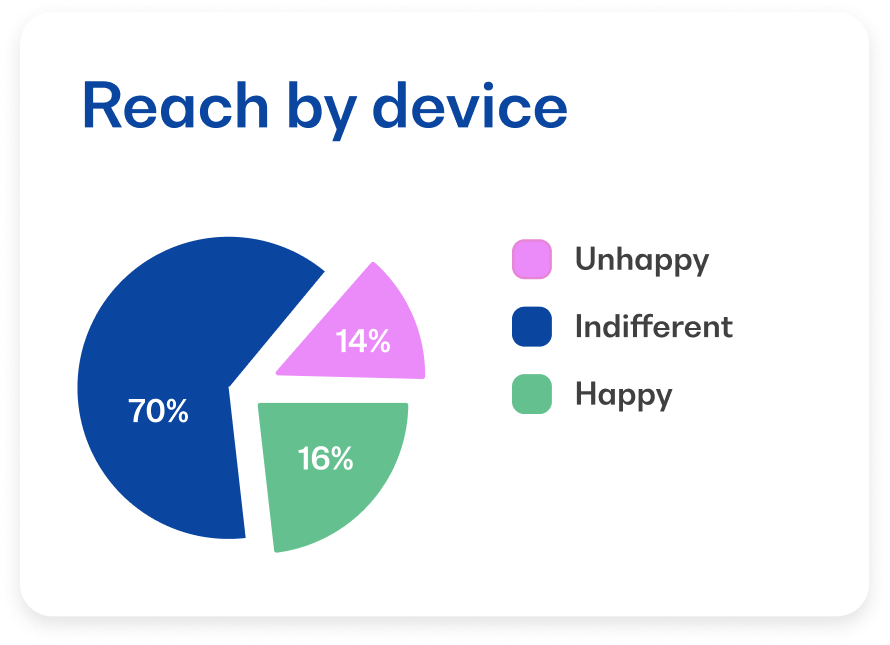 Reach by device
Unhappy
14%
Indifferent
70%
Happy
16%